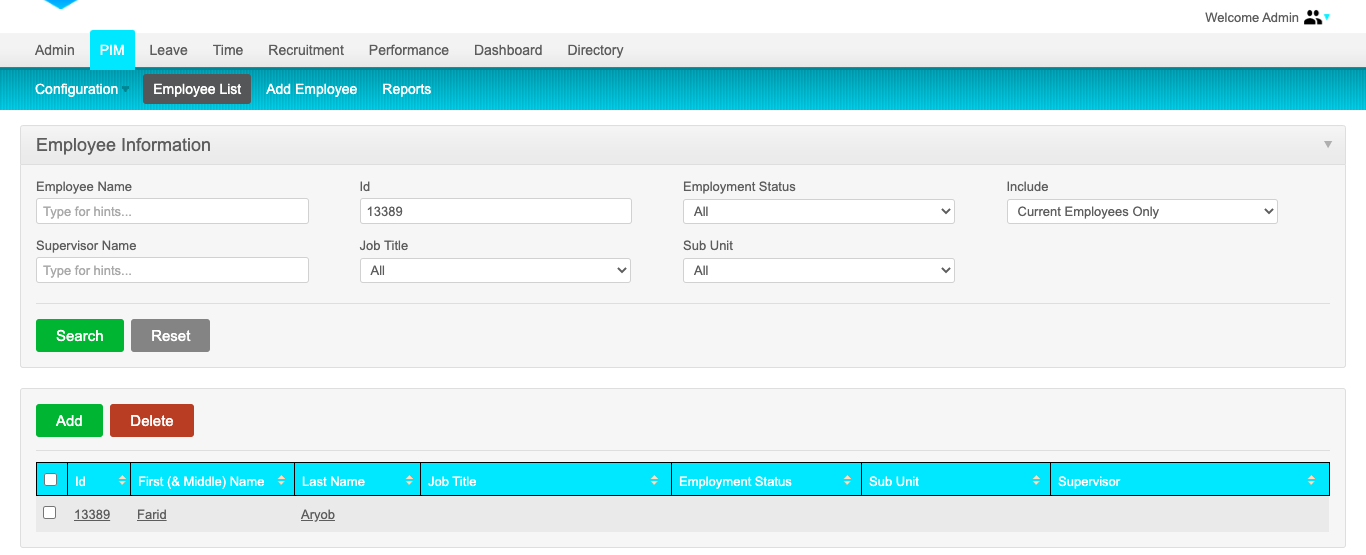 Welcome Admin
Admin PIM Leave Time Recruitment Performance Dashboard Directory
Configuration Employee List Add Employee Reports
Employee Information
Employee Name Id Employment Status Include
Type for hints... 13389 All Current Employees Only
Supervisor Name Job Title Sub Unit
Type for hints... All All
Search Reset
Add Delete
Id First (& Middle) Name Last Name Job Title Employment Status Sub Unit Supervisor
13389 Farid Aryob